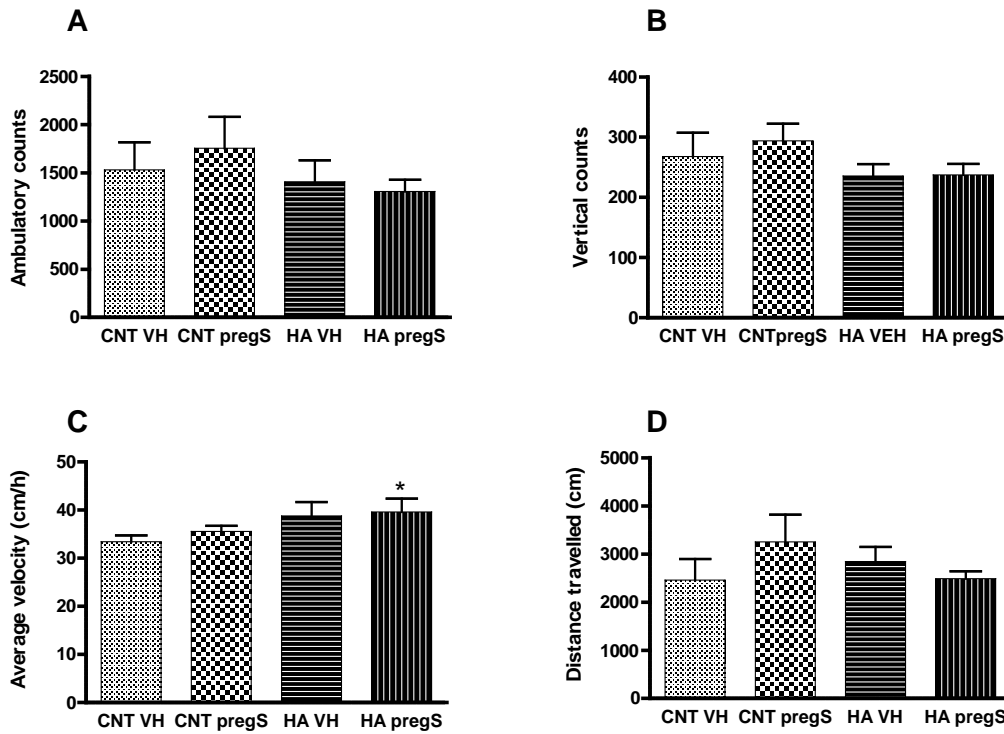 A
Ambulatory counts
2500
2000
1500
1000
500
0
CNT VH CNT pregS HA VH HA pregS
B
Vertical counts
400
300
200
100
0
CNT VH CNTpregS HA VEH HA pregS
C
Average velocity (cm/h)
50
40
30
20
10
0
*
CNT VH CNT pregS HA VH HA pregS
D
Distance travelled (cm)
5000
4000
3000
2000
1000
0
CNT VH CNT pregS HA VH HA pregS